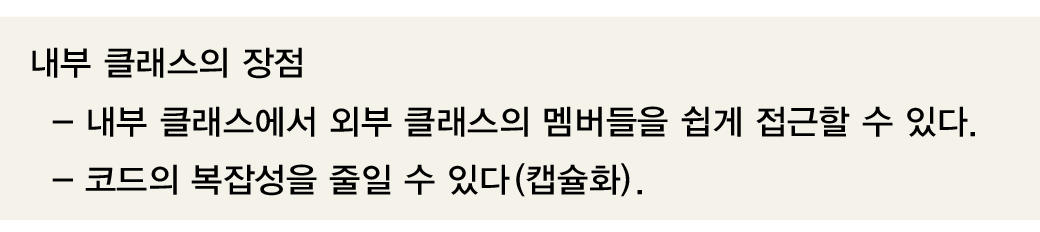 내부 클래스의 장점
- 내부 클래스에서 외부 클래스의 멤버들을 쉽게 접근할 수 있다.
- 코드의 복잡성을 줄일 수 있다(캡슐화).